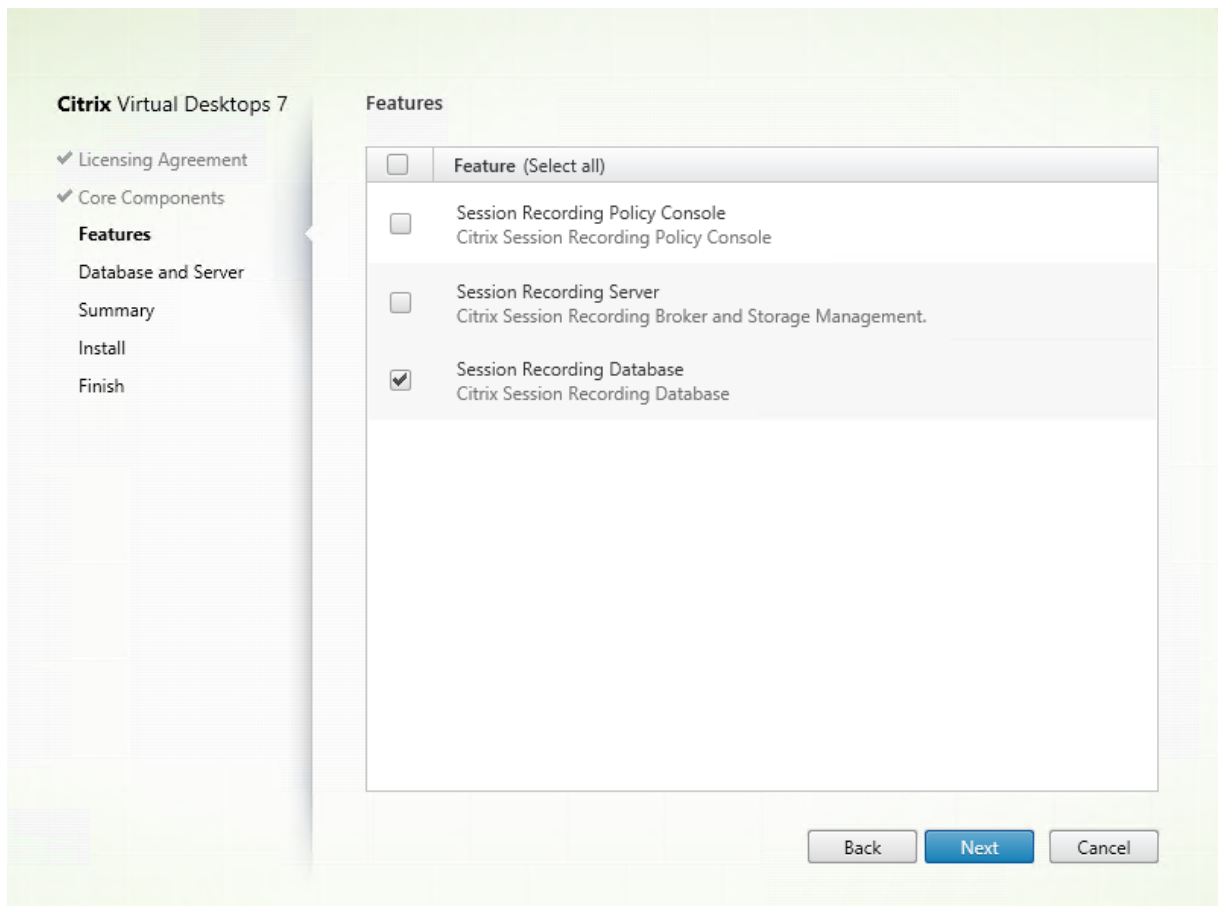 Citrix Virtual Desktops 7
Licensing Agreement
Core Components
Features
Database and Server
Summary
Install
Finish
Features
Feature (Select all)
Session Recording Policy Console
Citrix Session Recording Policy Console
Session Recording Server
Citrix Session Recording Broker and Storage Management.
Session Recording Database
Citrix Session Recording Database
Back
Next
Cancel